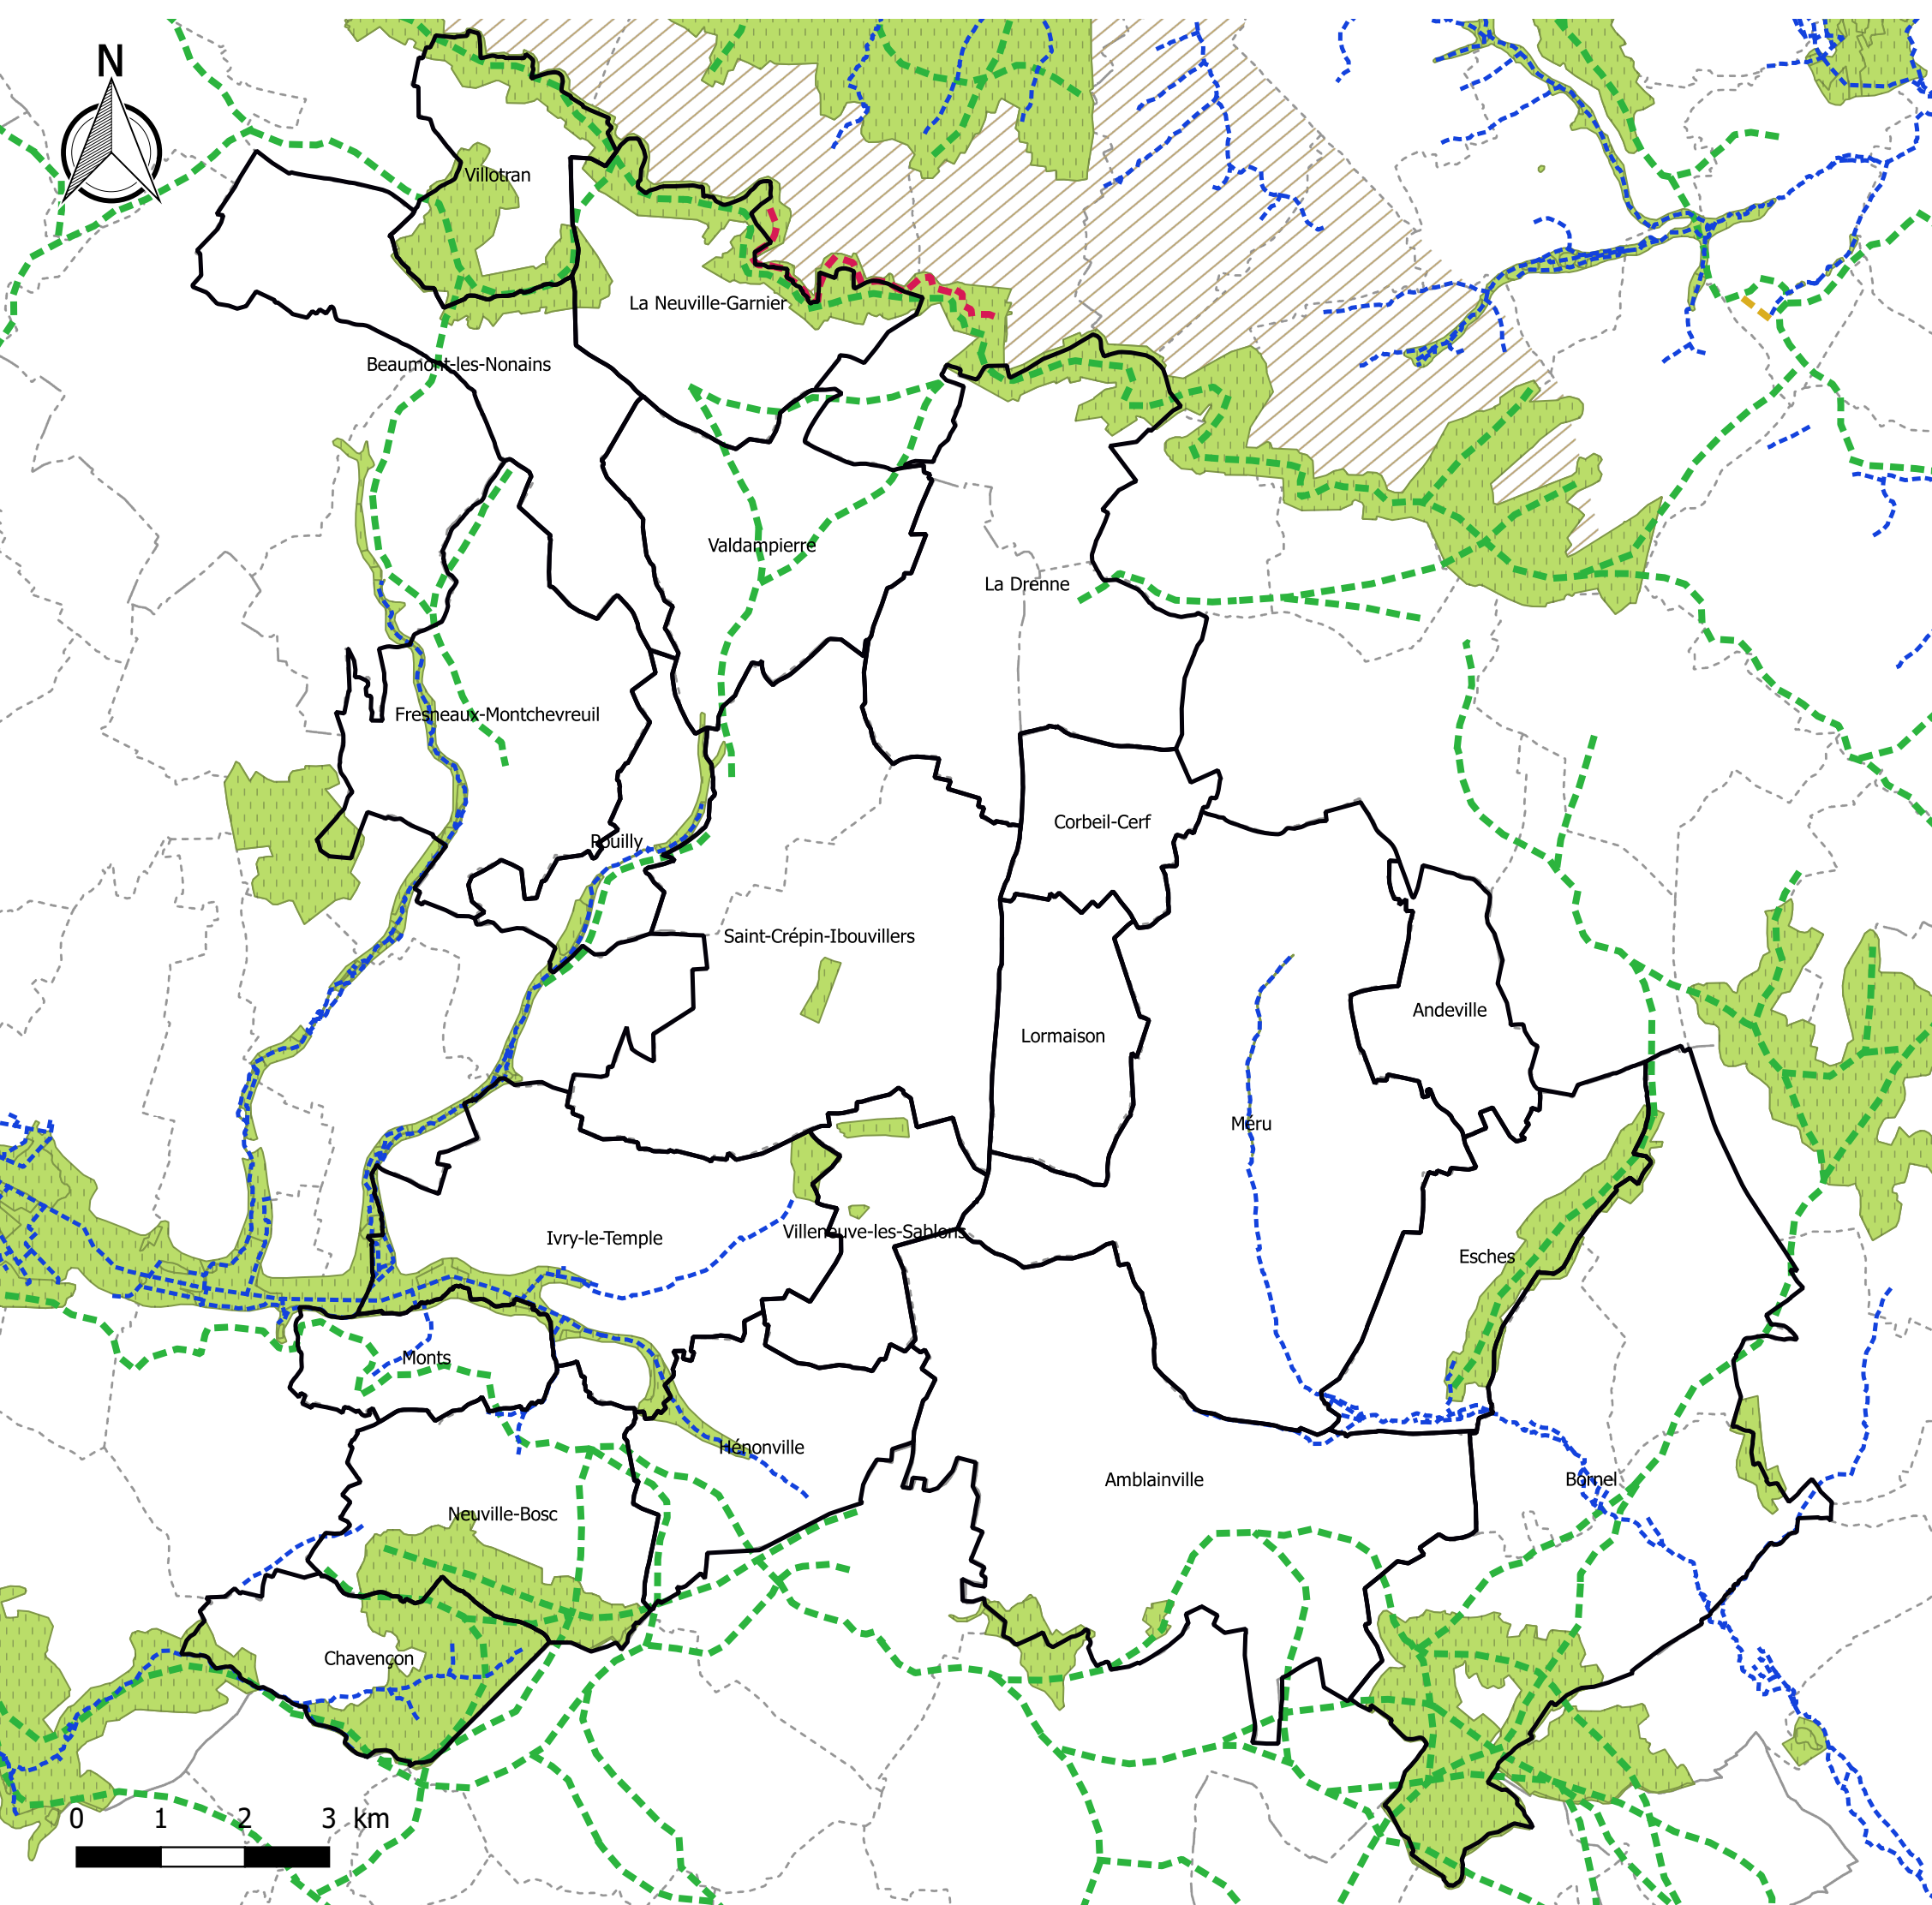 N
Villotran
La Neuville-Garnier
Beaumont-les-Nonains
Valdampierre
La Drenne
Fresneaux-Montchevreuil
Corbeil-Cerf
Pouilly
Saint-Crépin-Ibouvillers
Andeville
Lormaison
Méru
Villeneuve-les-Sablons
Ivry-le-Temple
Esches
Monts
Hénonville
Amblainville
Bornel
Neuville-Bosc
Chavençon
0 1 2 3 km